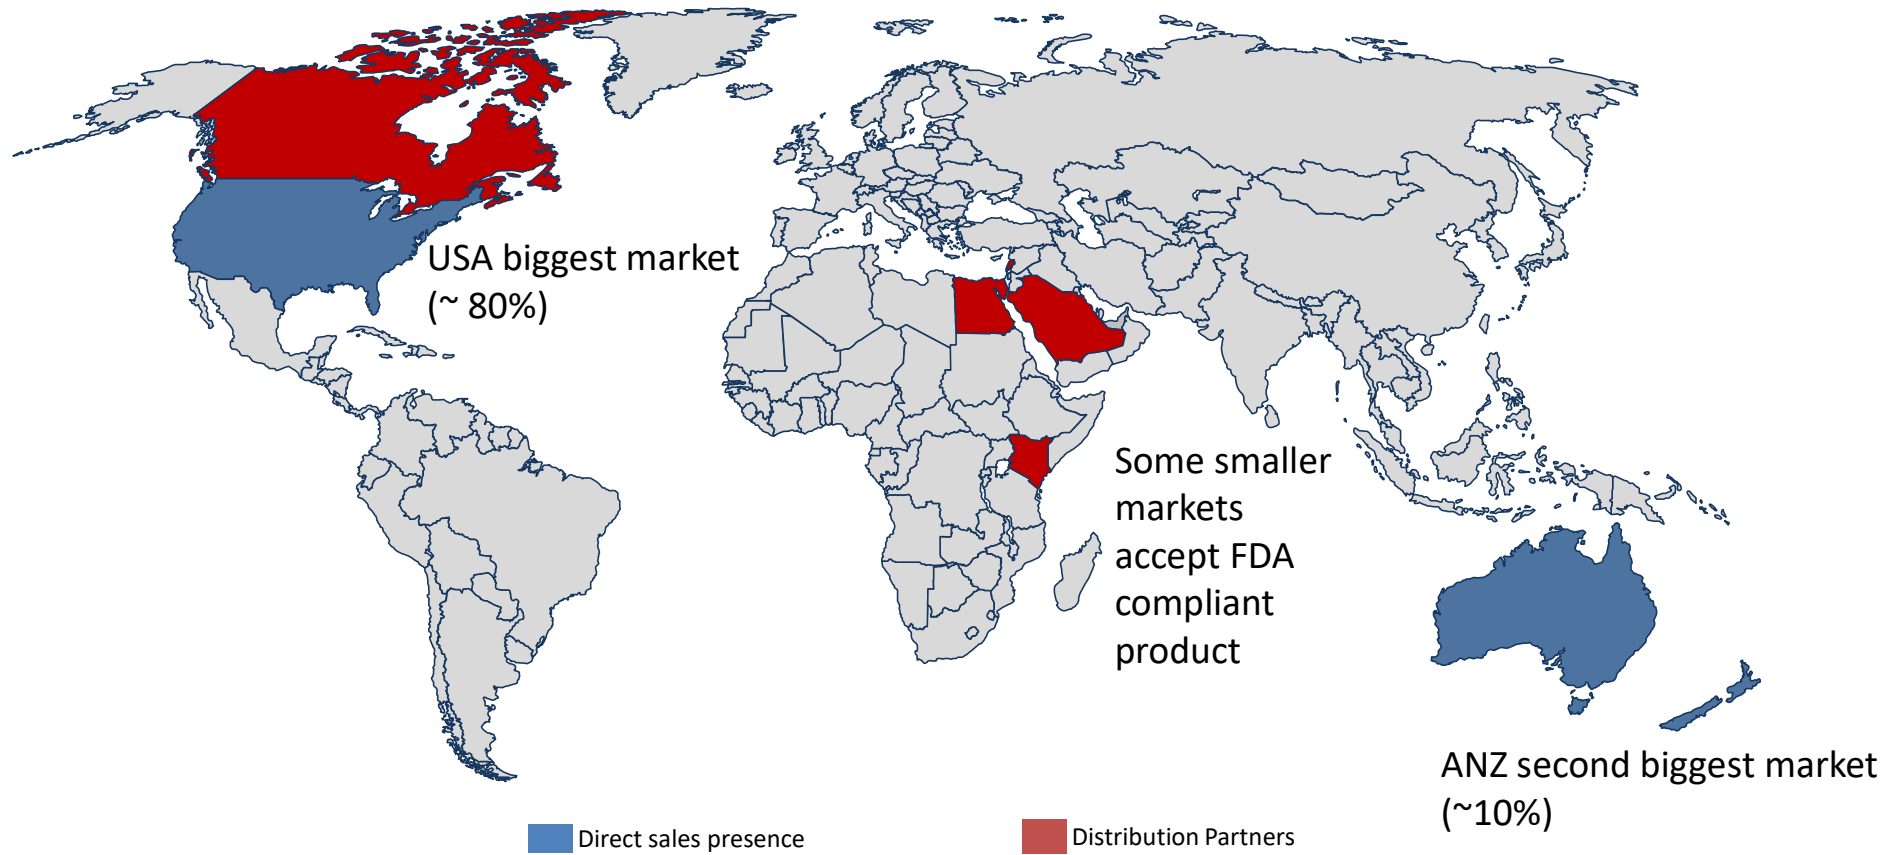 USA biggest market
(~ 80%)
Some smaller
markets
accept FDA
compliant
product
ANZ second biggest market
(~10%)
Direct sales presence
Distribution Partners